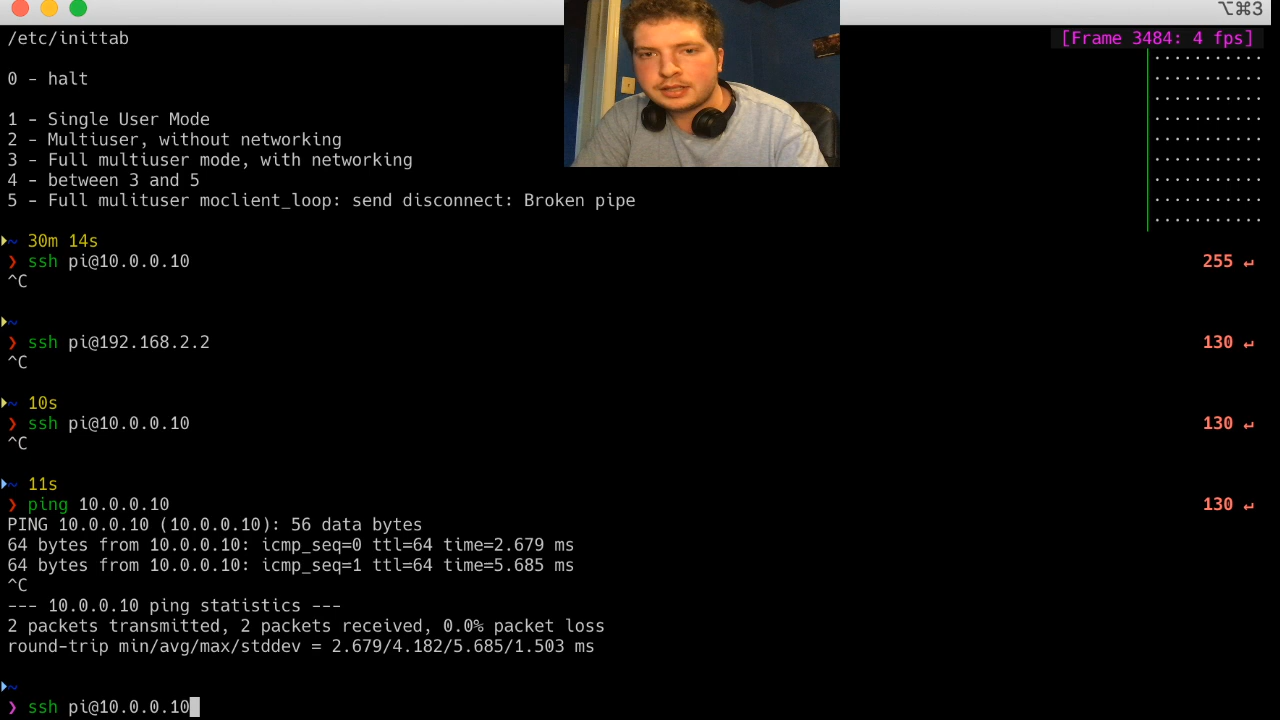 ⌥⌘3
/etc/inittab
[Frame 3484: 4 fps]
0 - halt
1 - Single User Mode
2 - Multiuser, without networking
3 - Full multiuser mode, with networking
4 - between 3 and 5
5 - Full mulituser moclient_loop: send disconnect: Broken pipe
~ 30m 14s
❯ ssh pi@10.0.0.10 255 ↵
^C
~
❯ ssh pi@192.168.2.2 130 ↵
^C
~ 10s
❯ ssh pi@10.0.0.10 130 ↵
^C
~ 11s
❯ ping 10.0.0.10 130 ↵
PING 10.0.0.10 (10.0.0.10): 56 data bytes
64 bytes from 10.0.0.10: icmp_seq=0 ttl=64 time=2.679 ms
64 bytes from 10.0.0.10: icmp_seq=1 ttl=64 time=5.685 ms
^C
--- 10.0.0.10 ping statistics ---
2 packets transmitted, 2 packets received, 0.0% packet loss
round-trip min/avg/max/stddev = 2.679/4.182/5.685/1.503 ms
~
❯ ssh pi@10.0.0.10